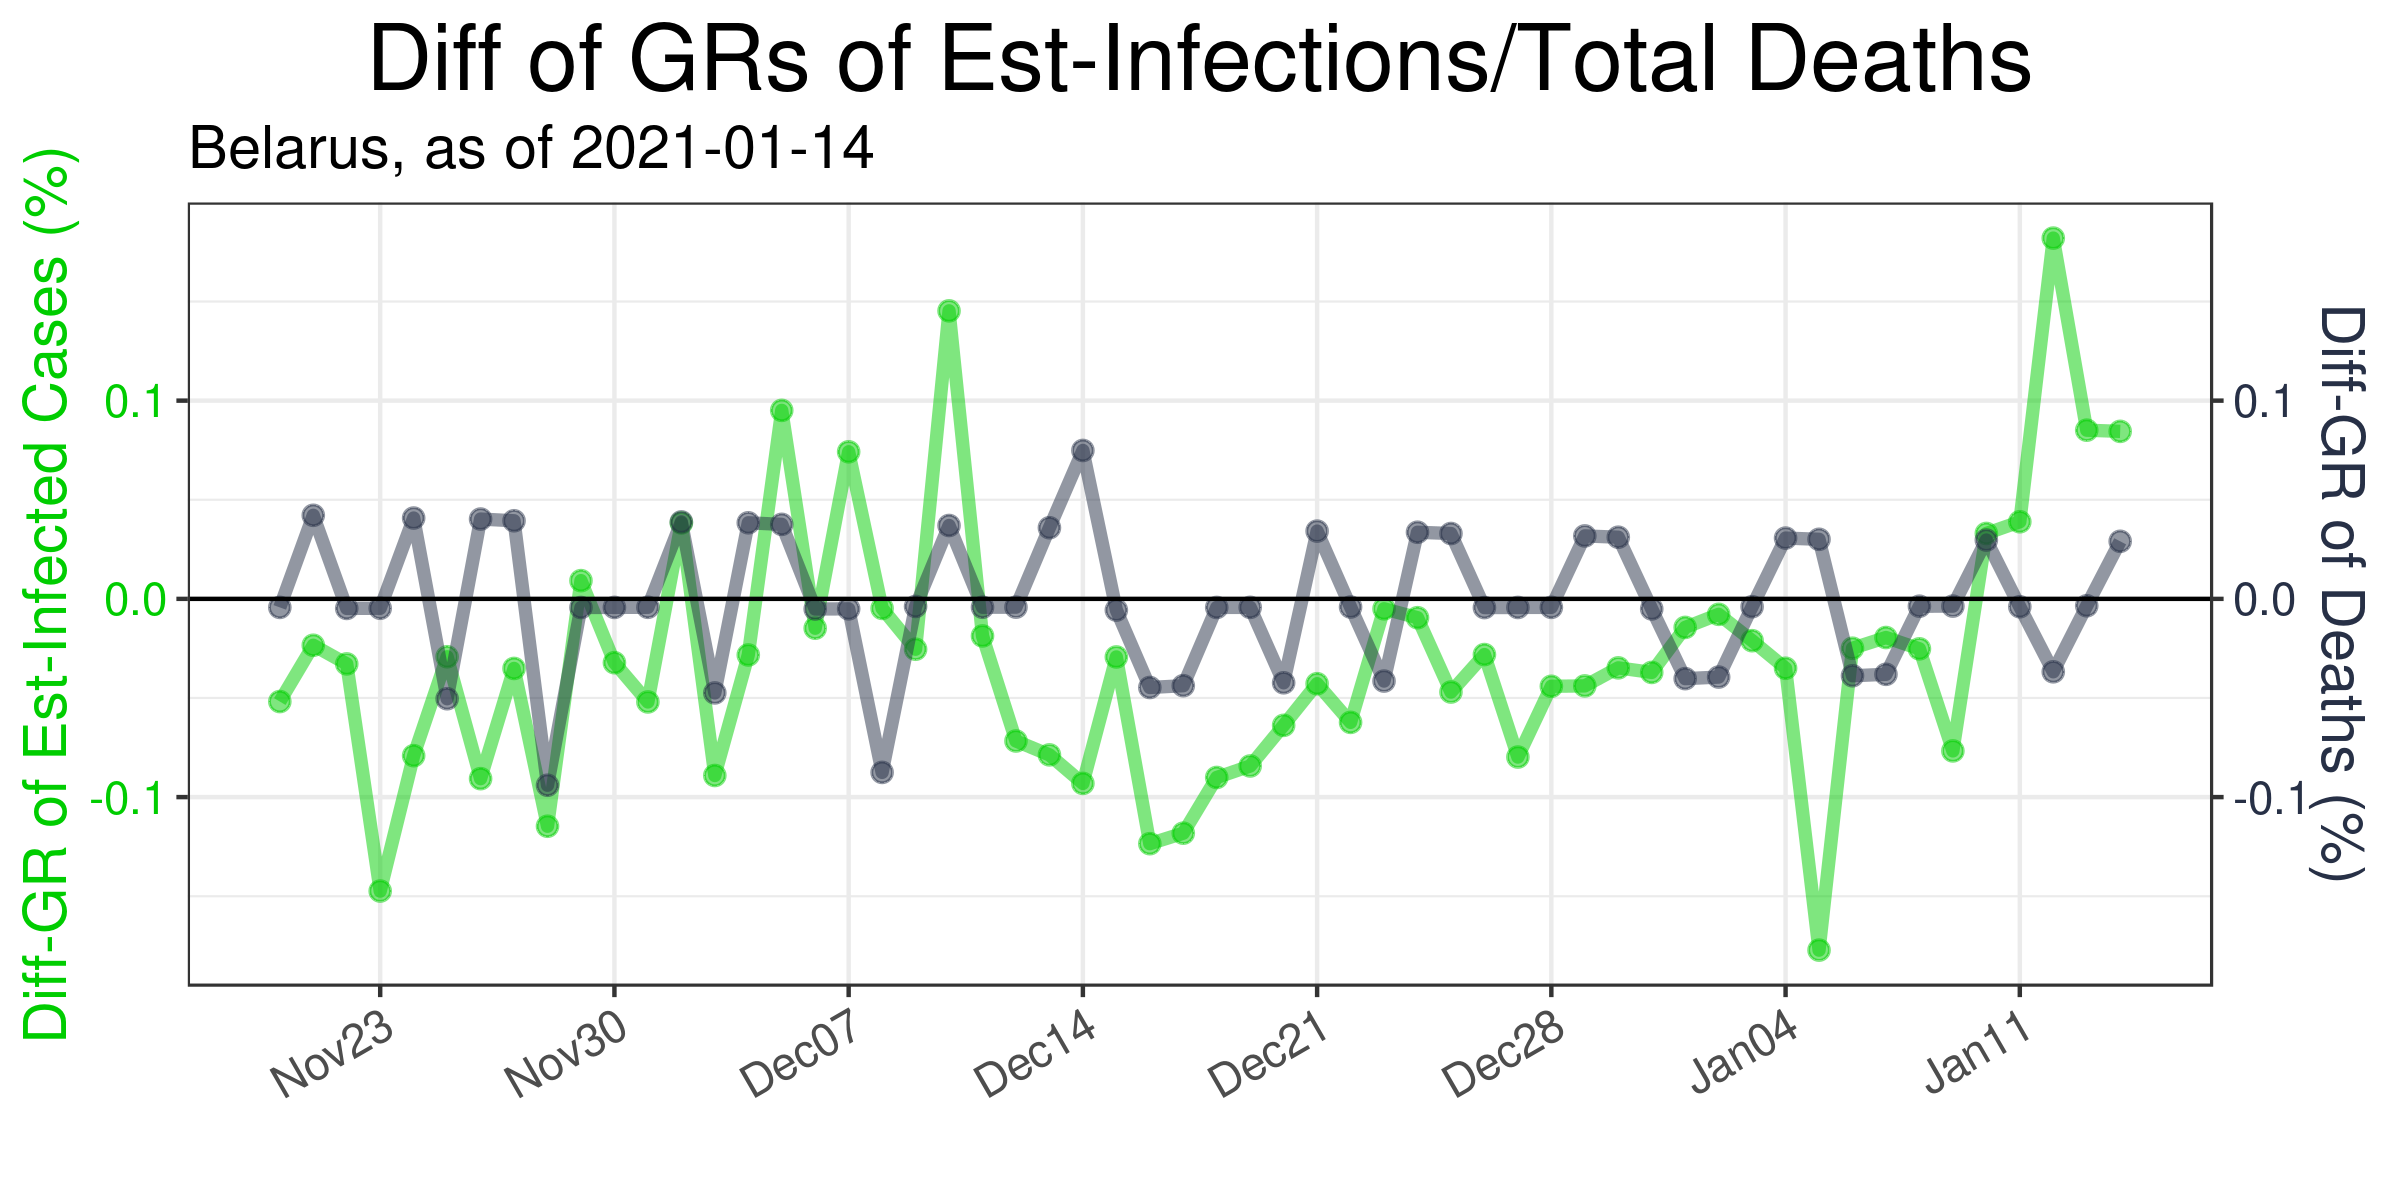 Diff of GRs of Est-Infections/Total Deaths
Belarus, as of 2021-01-14
Diff-GR of Est-Infected Cases (%)
0.1
0.0
-0.1
0.1
0.0
-0.1
Diff-GR of Deaths (%)
Nov23
Nov30
Dec07
Dec14
Dec21
Dec28
Jan04
Jan11